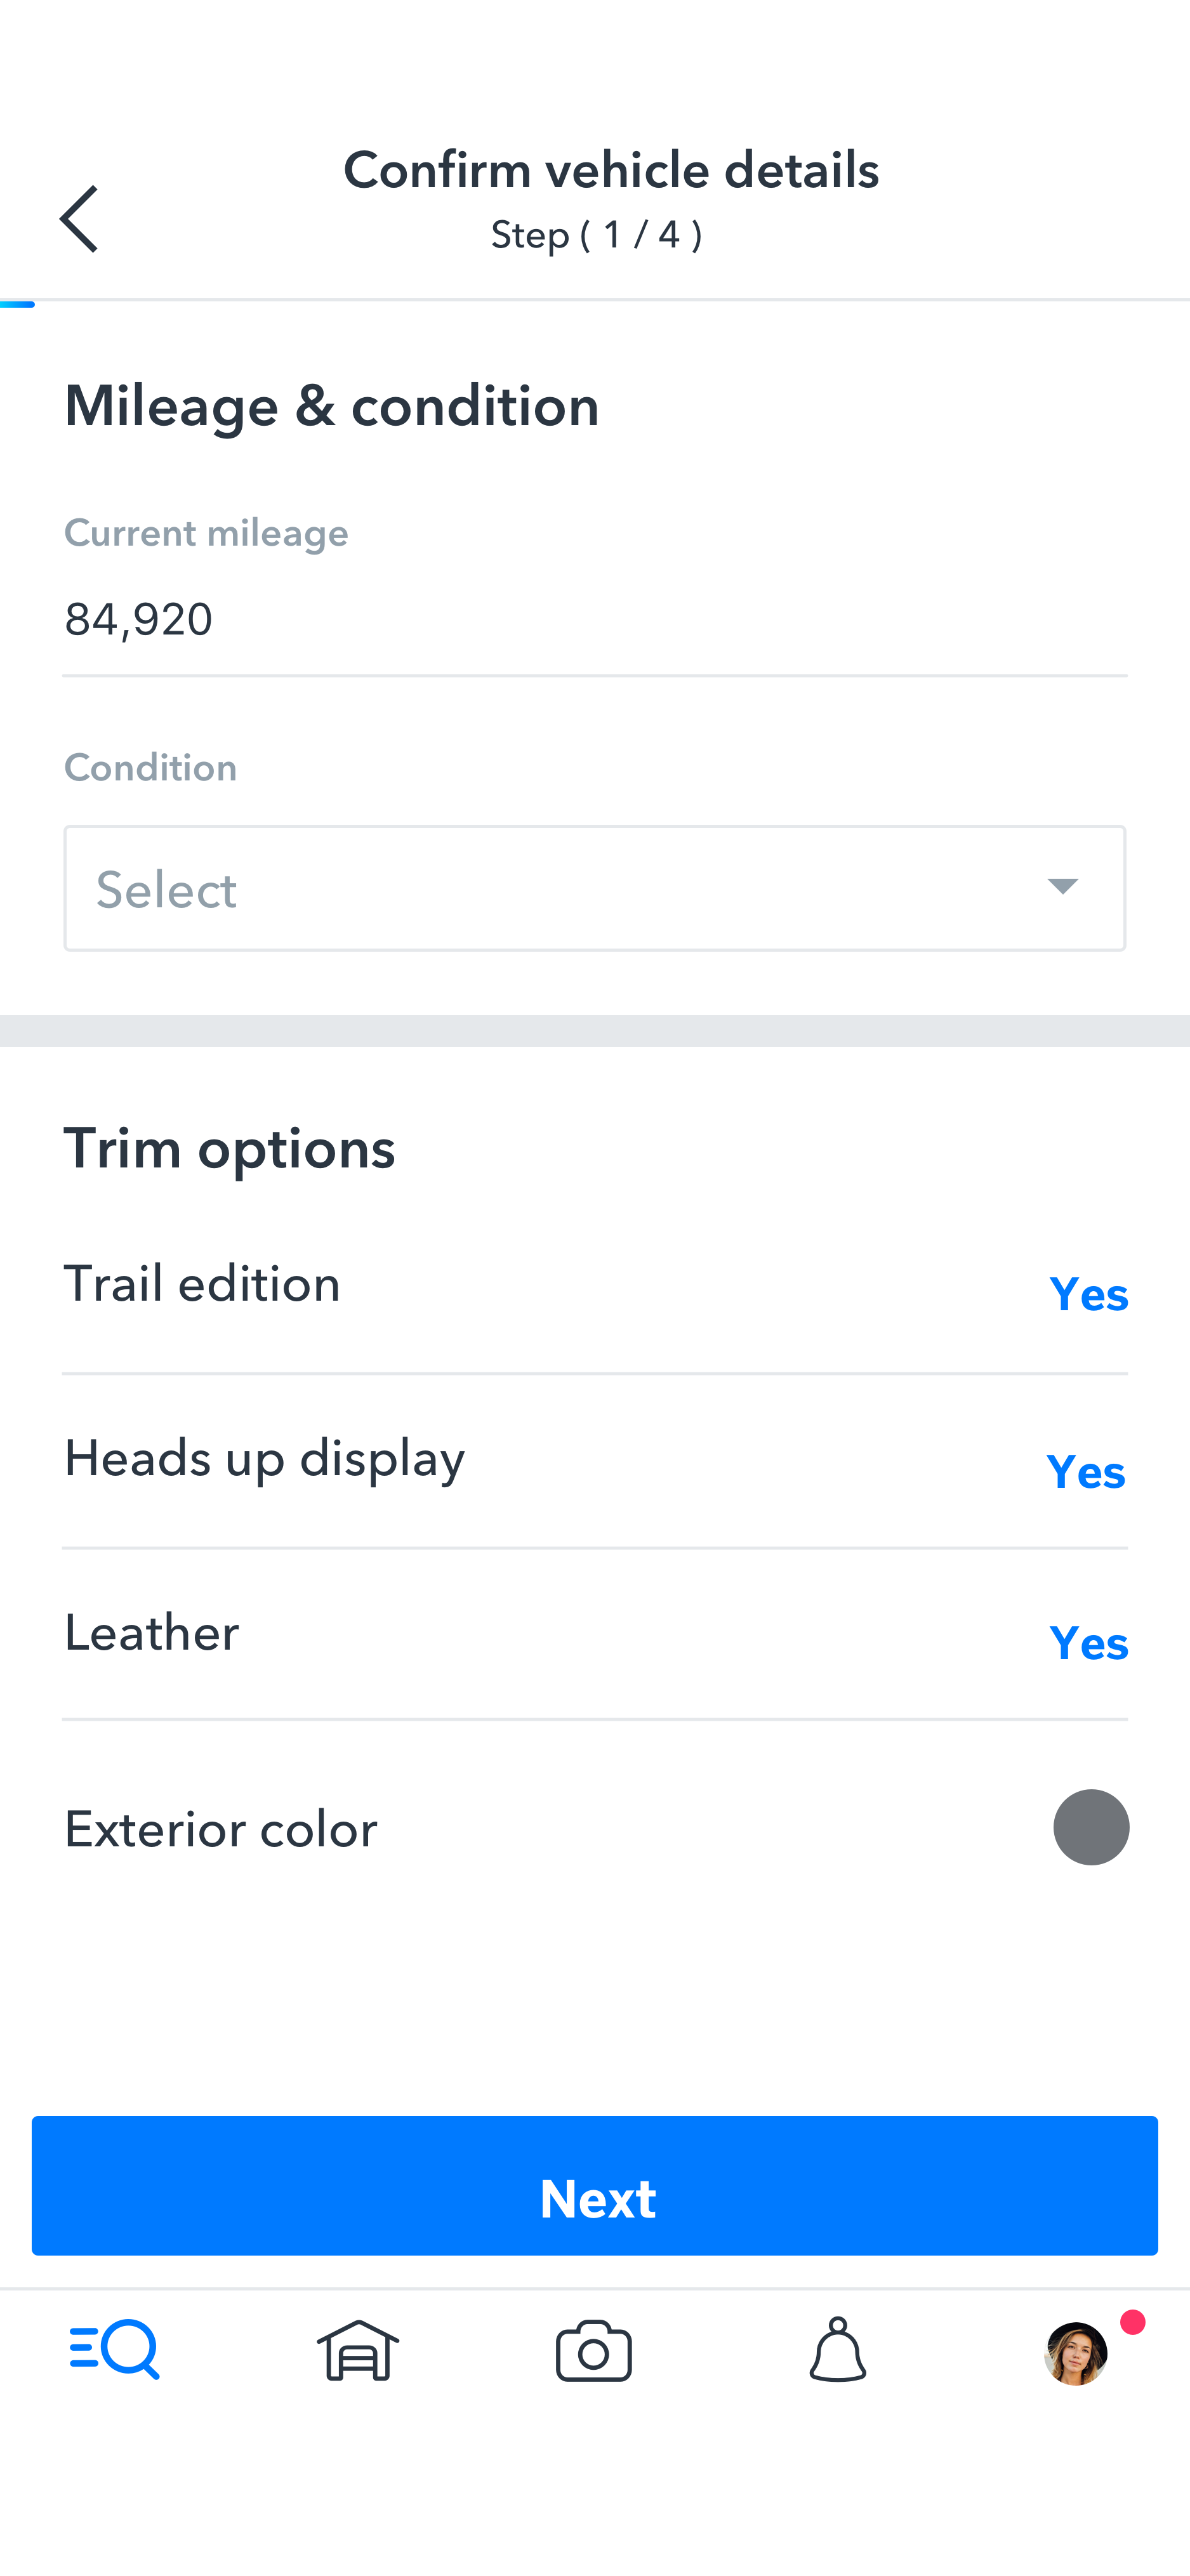 Confirm vehicle details
Step ( 1 / 4 )
Mileage & condition
Current mileage
84,920
Condition
Select
Trim options
Trail edition
Yes
Heads up display
Yes
Leather
Yes
Exterior color
Next